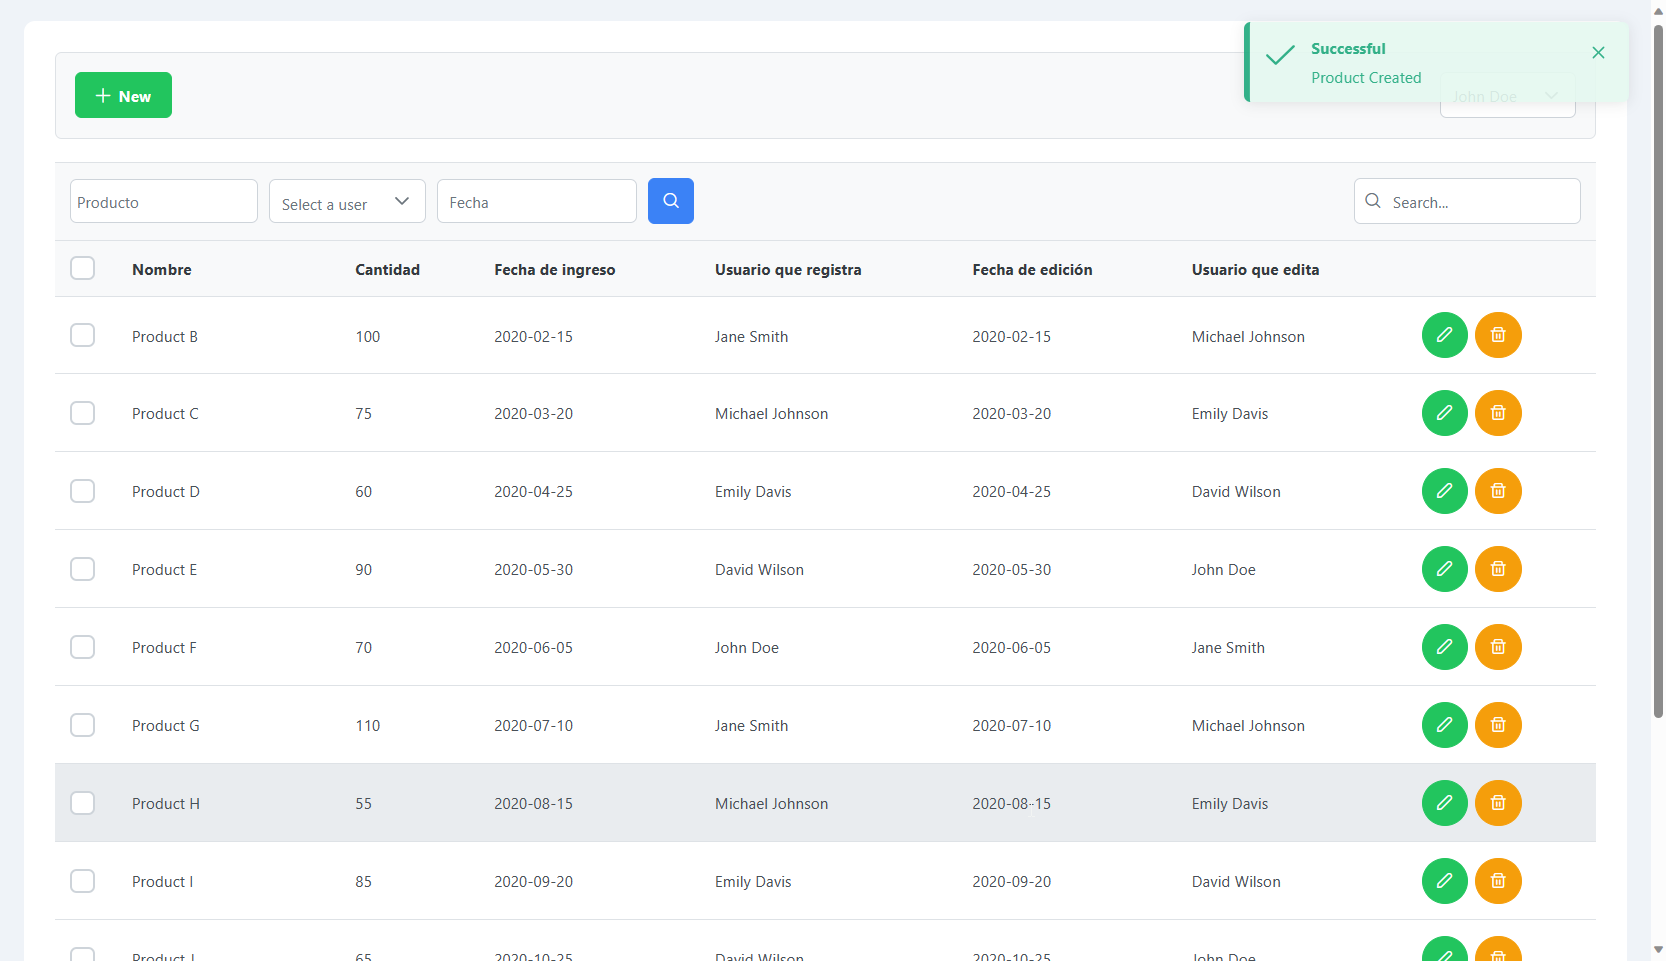 Successful
Product Created
New
John Doe
Producto
Select a user
Fecha
Search...
Nombre Cantidad Fecha de ingreso Usuario que registra Fecha de edición Usuario que edita
Product B 100 2020-02-15 Jane Smith 2020-02-15 Michael Johnson
Product C 75 2020-03-20 Michael Johnson 2020-03-20 Emily Davis
Product D 60 2020-04-25 Emily Davis 2020-04-25 David Wilson
Product E 90 2020-05-30 David Wilson 2020-05-30 John Doe
Product F 70 2020-06-05 John Doe 2020-06-05 Jane Smith
Product G 110 2020-07-10 Jane Smith 2020-07-10 Michael Johnson
Product H 55 2020-08-15 Michael Johnson 2020-08-15 Emily Davis
Product I 85 2020-09-20 Emily Davis 2020-09-20 David Wilson
Product J 65 2020-10-25 David Wilson 2020-10-25 John Doe